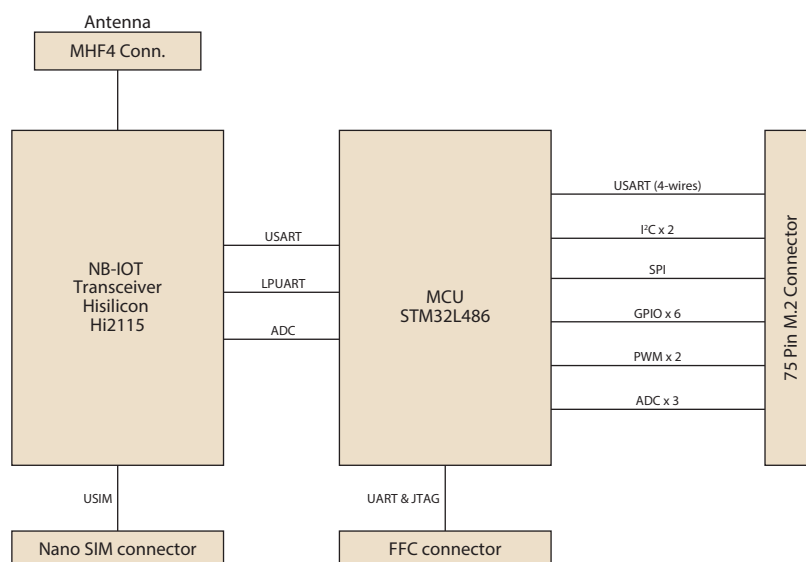 Antenna
MHF4 Conn.
NB-IOT
Transceiver
Hisilicon
Hi2115
USART
LPUART
ADC
MCU
STM32L486
USART (4-wires)
I²C x 2
SPI
GPIO x 6
PWM x 2
ADC x 3
75 Pin M.2 Connector
USIM
UART & JTAG
Nano SIM connector
FFC connector